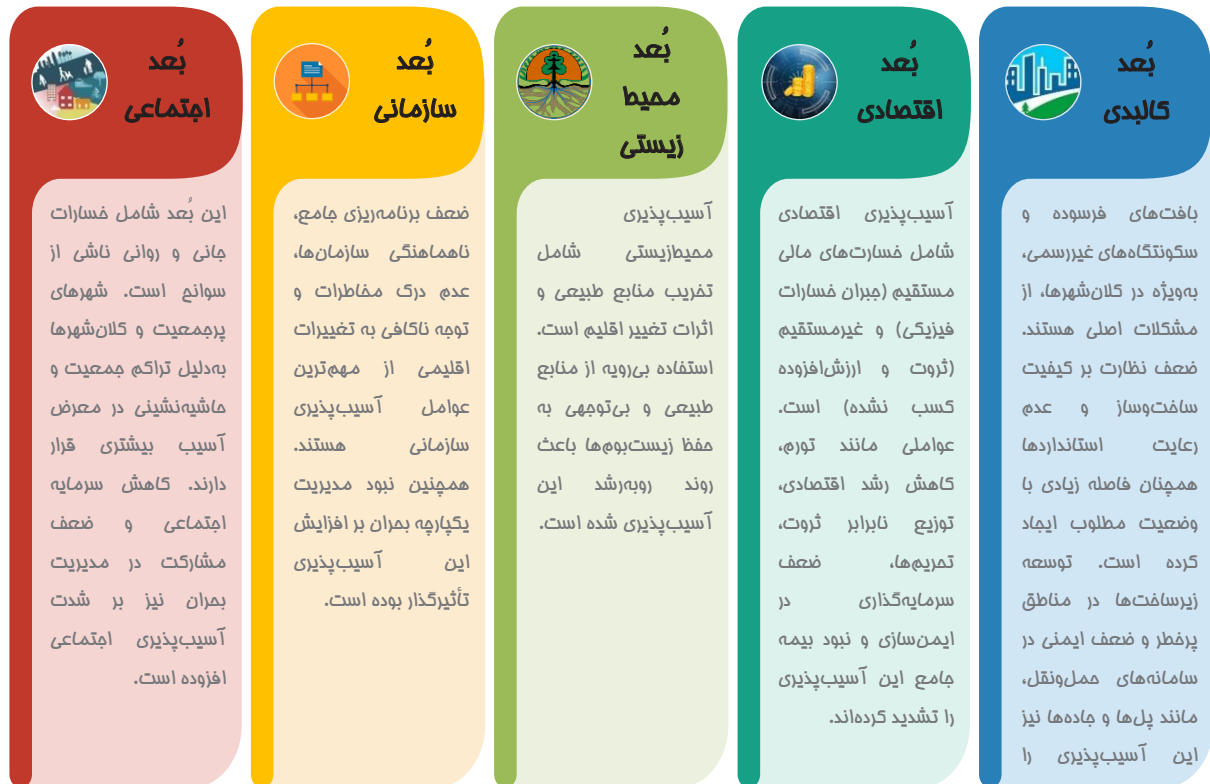 بُعد
کالبدی
بافت‌های فرسوده و
سکونتگاه‌های غیررسمی،
به‌ویژه در کلان‌شهرها، از
مشکلات اصلی هستند.
ضعف نظارت بر کیفیت
ساخت‌وساز و عدم
رعایت استانداردها
همچنان فاصله زیادی با
وضعیت مطلوب ایجاد
کرده است. توسعه
زیرساخت‌ها در مناطق
پرخطر و ضعف ایمنی در
سامانه‌های حمل‌ونقل،
مانند پل‌ها و جاده‌ها نیز
این آسیب‌پذیری را
بُعد
اقتصادی
آسیب‌پذیری اقتصادی
شامل خسارت‌های مالی
مستقیم (جبران خسارات
فیزیکی) و غیرمستقیم
(ثروت و ارزش‌افزوده
کسب نشده) است.
عواملی مانند تورم،
کاهش رشد اقتصادی،
توزیع نابرابر ثروت،
تحریم‌ها، ضعف
سرمایه‌گذاری در
ایمن‌سازی و نبود بیمه
جامع این آسیب‌پذیری
را تشدید کرده‌اند.
بُعد
محیط
زیستی
آسیب‌پذیری
محیط‌زیستی شامل
تخریب منابع طبیعی و
اثرات تغییر اقلیم است.
استفاده بی‌رویه از منابع
طبیعی و بی‌توجهی به
حفظ زیست‌بوم‌ها باعث
روند روبه‌رشد این
آسیب‌پذیری شده است.
بُعد
سازمانی
ضعف برنامه‌ریزی جامع،
ناهماهنگی سازمان‌ها،
عدم درک مخاطرات و
توجه ناکافی به تغییرات
اقلیمی از مهم‌ترین
عوامل آسیب‌پذیری
سازمانی هستند.
همچنین نبود مدیریت
یکپارچه بحران بر افزایش
این آسیب‌پذیری
تأثیرگذار بوده است.
بُعد
اجتماعی
این بُعد شامل خسارات
جانی و روانی ناشی از
سوانح است. شهرهای
پرجمعیت و کلان‌شهرها
به‌دلیل تراکم جمعیت و
حاشیه‌نشینی در معرض
آسیب بیشتری قرار
دارند. کاهش سرمایه
اجتماعی و ضعف
مشارکت در مدیریت
بحران نیز بر شدت
آسیب‌پذیری اجتماعی
افزوده است.